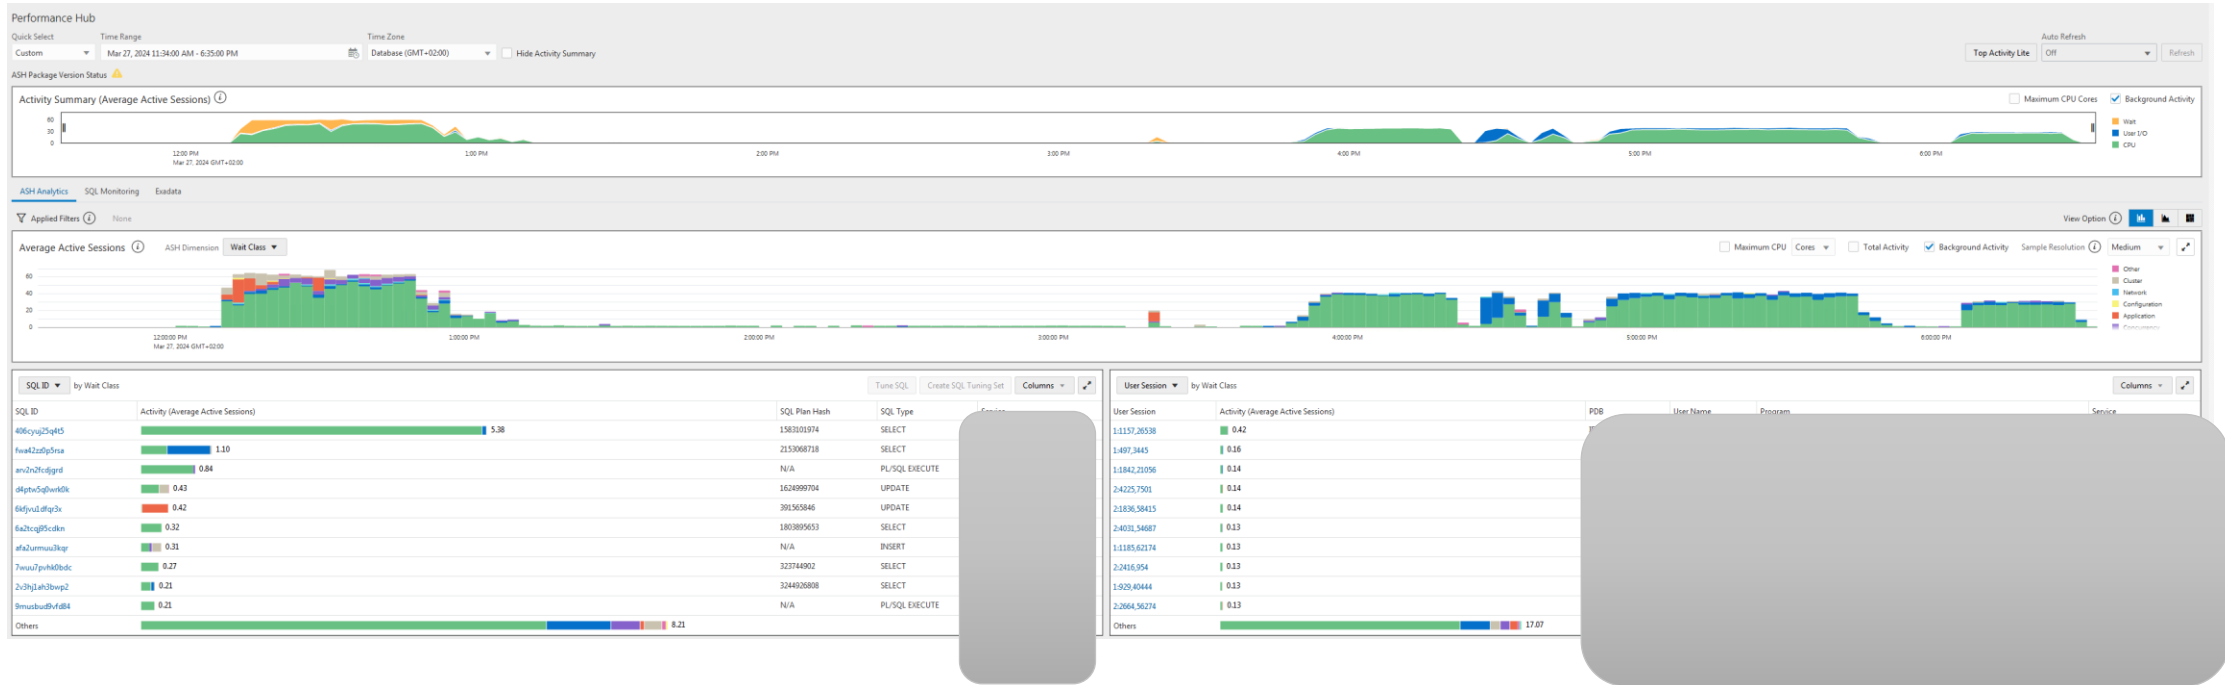 Performance Hub
Quick Select Time Range Time Zone Auto Refresh
Custom Mar 27, 2024 11:34:00 AM - 6:35:00 PM Database (GMT+02:00) Hide Activity Summary Top Activity Lite Off Refresh
ASH Package Version Status
Activity Summary (Average Active Sessions) Maximum CPU Cores Background Activity
60
30
0
Wait
User I/O
CPU
12:00 PM 1:00 PM 2:00 PM 3:00 PM 4:00 PM 5:00 PM 6:00 PM
Mar 27, 2024 GMT+02:00
ASH Analytics SQL Monitoring Exadata
Applied Filters None View Option
Average Active Sessions ASH Dimension Wait Class Maximum CPU Cores Total Activity Background Activity Sample Resolution Medium
60
40
20
0
Other
Cluster
Network
Configuration
Application
Concurrency
12:00:00 PM 1:00:00 PM 2:00:00 PM 3:00:00 PM 4:00:00 PM 5:00:00 PM 6:00:00 PM
Mar 27, 2024 GMT+02:00
SQL ID by Wait Class Tune SQL Create SQL Tuning Set Columns
SQL ID Activity (Average Active Sessions) SQL Plan Hash SQL Type Service
406cyuj25q4t5 5.38 1583101974 SELECT
fwa42zz0p5rsa 1.10 2153068718 SELECT
arv2n2fcdjgrd 0.84 N/A PL/SQL EXECUTE
d4ptw5q0wrk0k 0.43 1624999704 UPDATE
6kfjvu1dfqr3x 0.42 391565846 UPDATE
6a2tcqj95cdkn 0.32 1803895653 SELECT
afa2urmuu3kqr 0.31 N/A INSERT
7wuu7pvhk0bdc 0.27 323744902 SELECT
2v3hj1ah3bwp2 0.21 3244926808 SELECT
9musbud9vfd84 0.21 N/A PL/SQL EXECUTE
Others 8.21
User Session by Wait Class Columns
User Session Activity (Average Active Sessions) PDB User Name Program Service
1:1157,26538 0.42
1:497,3445 0.16
1:1842,21056 0.14
2:4225,7501 0.14
2:1836,58415 0.14
2:4031,54687 0.13
1:1185,62174 0.13
2:2416,954 0.13
1:929,40444 0.13
2:2664,56274 0.13
Others 17.07